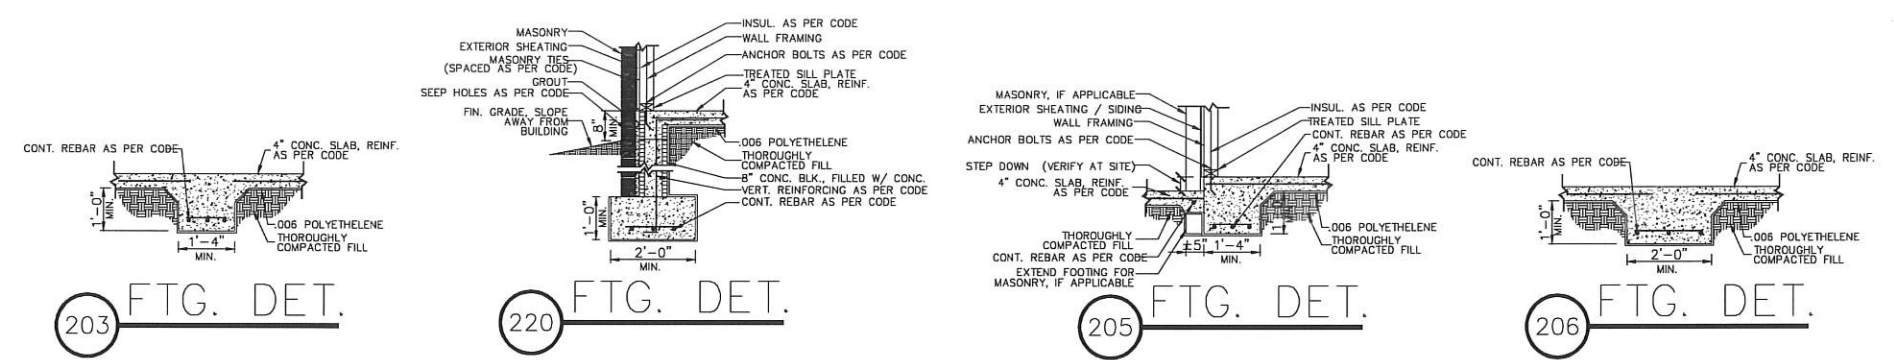 CONT. REBAR AS PER CODE
4" CONC. SLAB, REINF.
AS PER CODE
1'-0"
MIN.
.006 POLYETHELENE
THOROUGHLY
COMPACTED FILL
1'-4"
MIN.
203
FTG. DET.
MASONRY
EXTERIOR SHEATING
MASONRY TIES
(SPACED AS PER CODE)
GROUT
SEEP HOLES AS PER CODE
FIN. GRADE, SLOPE
AWAY FROM
BUILDING
8"
MIN.
INSUL. AS PER CODE
WALL FRAMING
ANCHOR BOLTS AS PER CODE
TREATED SILL PLATE
4" CONC. SLAB, REINF.
AS PER CODE
.006 POLYETHELENE
THOROUGHLY
COMPACTED FILL
8" CONC. BLK., FILLED W/ CONC.
VERT. REINFORCING AS PER CODE
CONT. REBAR AS PER CODE
1'-0"
MIN.
2'-0"
MIN.
220
FTG. DET.
MASONRY, IF APPLICABLE
EXTERIOR SHEATING / SIDING
WALL FRAMING
ANCHOR BOLTS AS PER CODE
STEP DOWN (VERIFY AT SITE)
4" CONC. SLAB, REINF.
AS PER CODE
THOROUGHLY
COMPACTED FILL
CONT. REBAR AS PER CODE
EXTEND FOOTING FOR
MASONRY, IF APPLICABLE
INSUL. AS PER CODE
TREATED SILL PLATE
CONT. REBAR AS PER CODE
4" CONC. SLAB, REINF.
AS PER CODE
.006 POLYETHELENE
THOROUGHLY
COMPACTED FILL
±5"
1'-4"
MIN.
205
FTG. DET.
CONT. REBAR AS PER CODE
4" CONC. SLAB, REINF.
AS PER CODE
1'-0"
MIN.
.006 POLYETHELENE
THOROUGHLY
COMPACTED FILL
2'-0"
MIN.
206
FTG. DET.